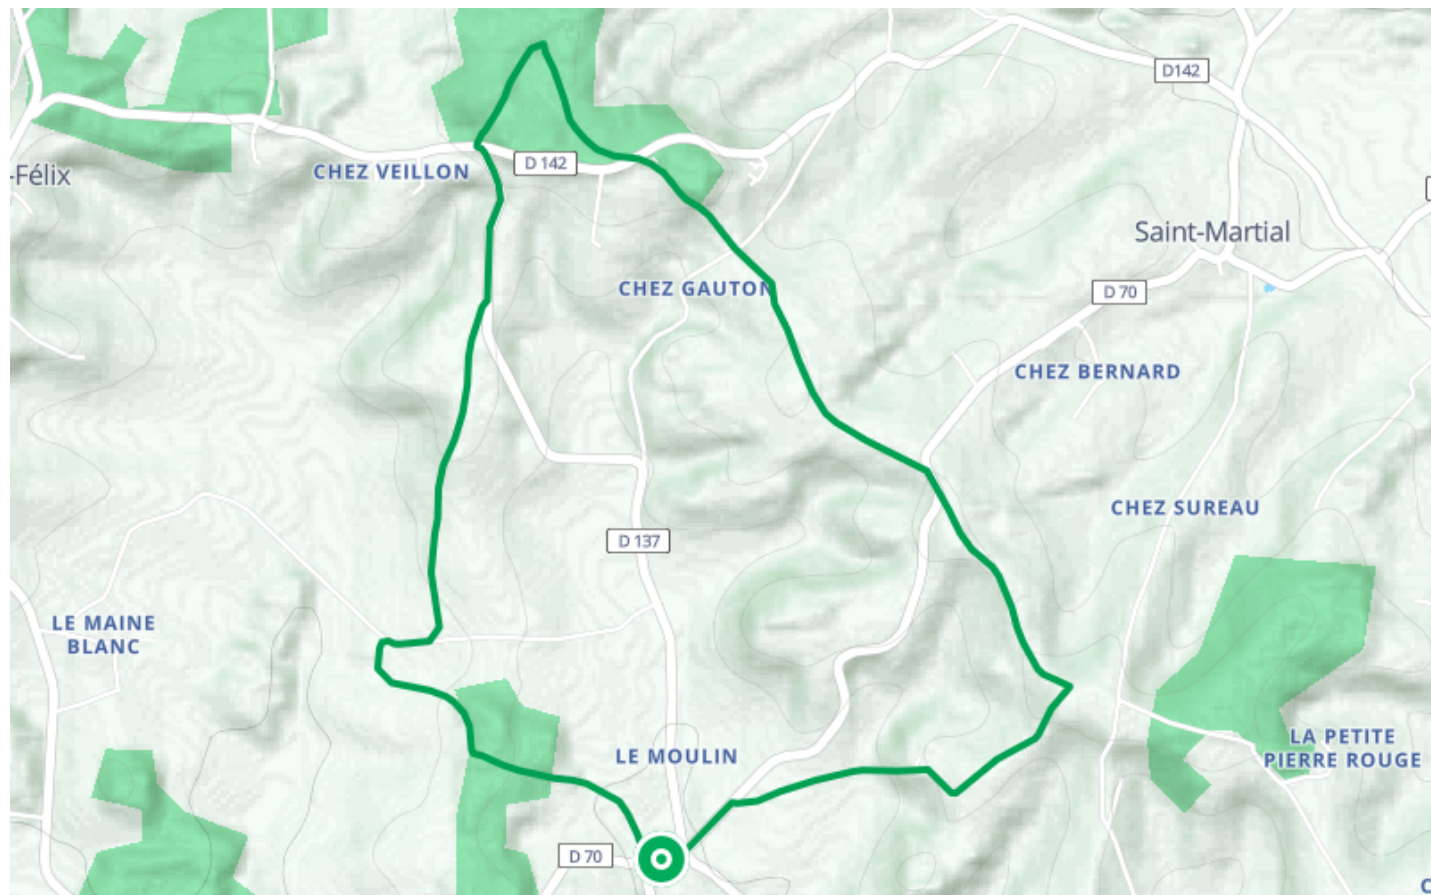 D142
CHEZ VEILLON
D 142
-Félix
Saint-Martial
CHEZ GAUTON
D 70
CHEZ BERNARD
CHEZ SUREAU
D 137
LE MAINE
BLANC
LE MOULIN
LA PETITE
PIERRE ROUGE
D 70
C